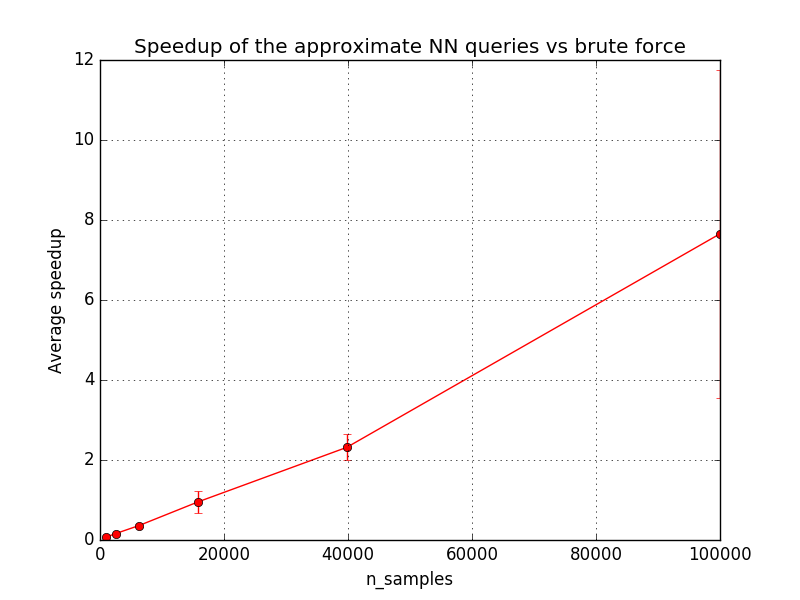 Speedup of the approximate NN queries vs brute force
12
10
8
6
4
2
0
Average speedup
0 20000 40000 60000 80000 100000
n_samples